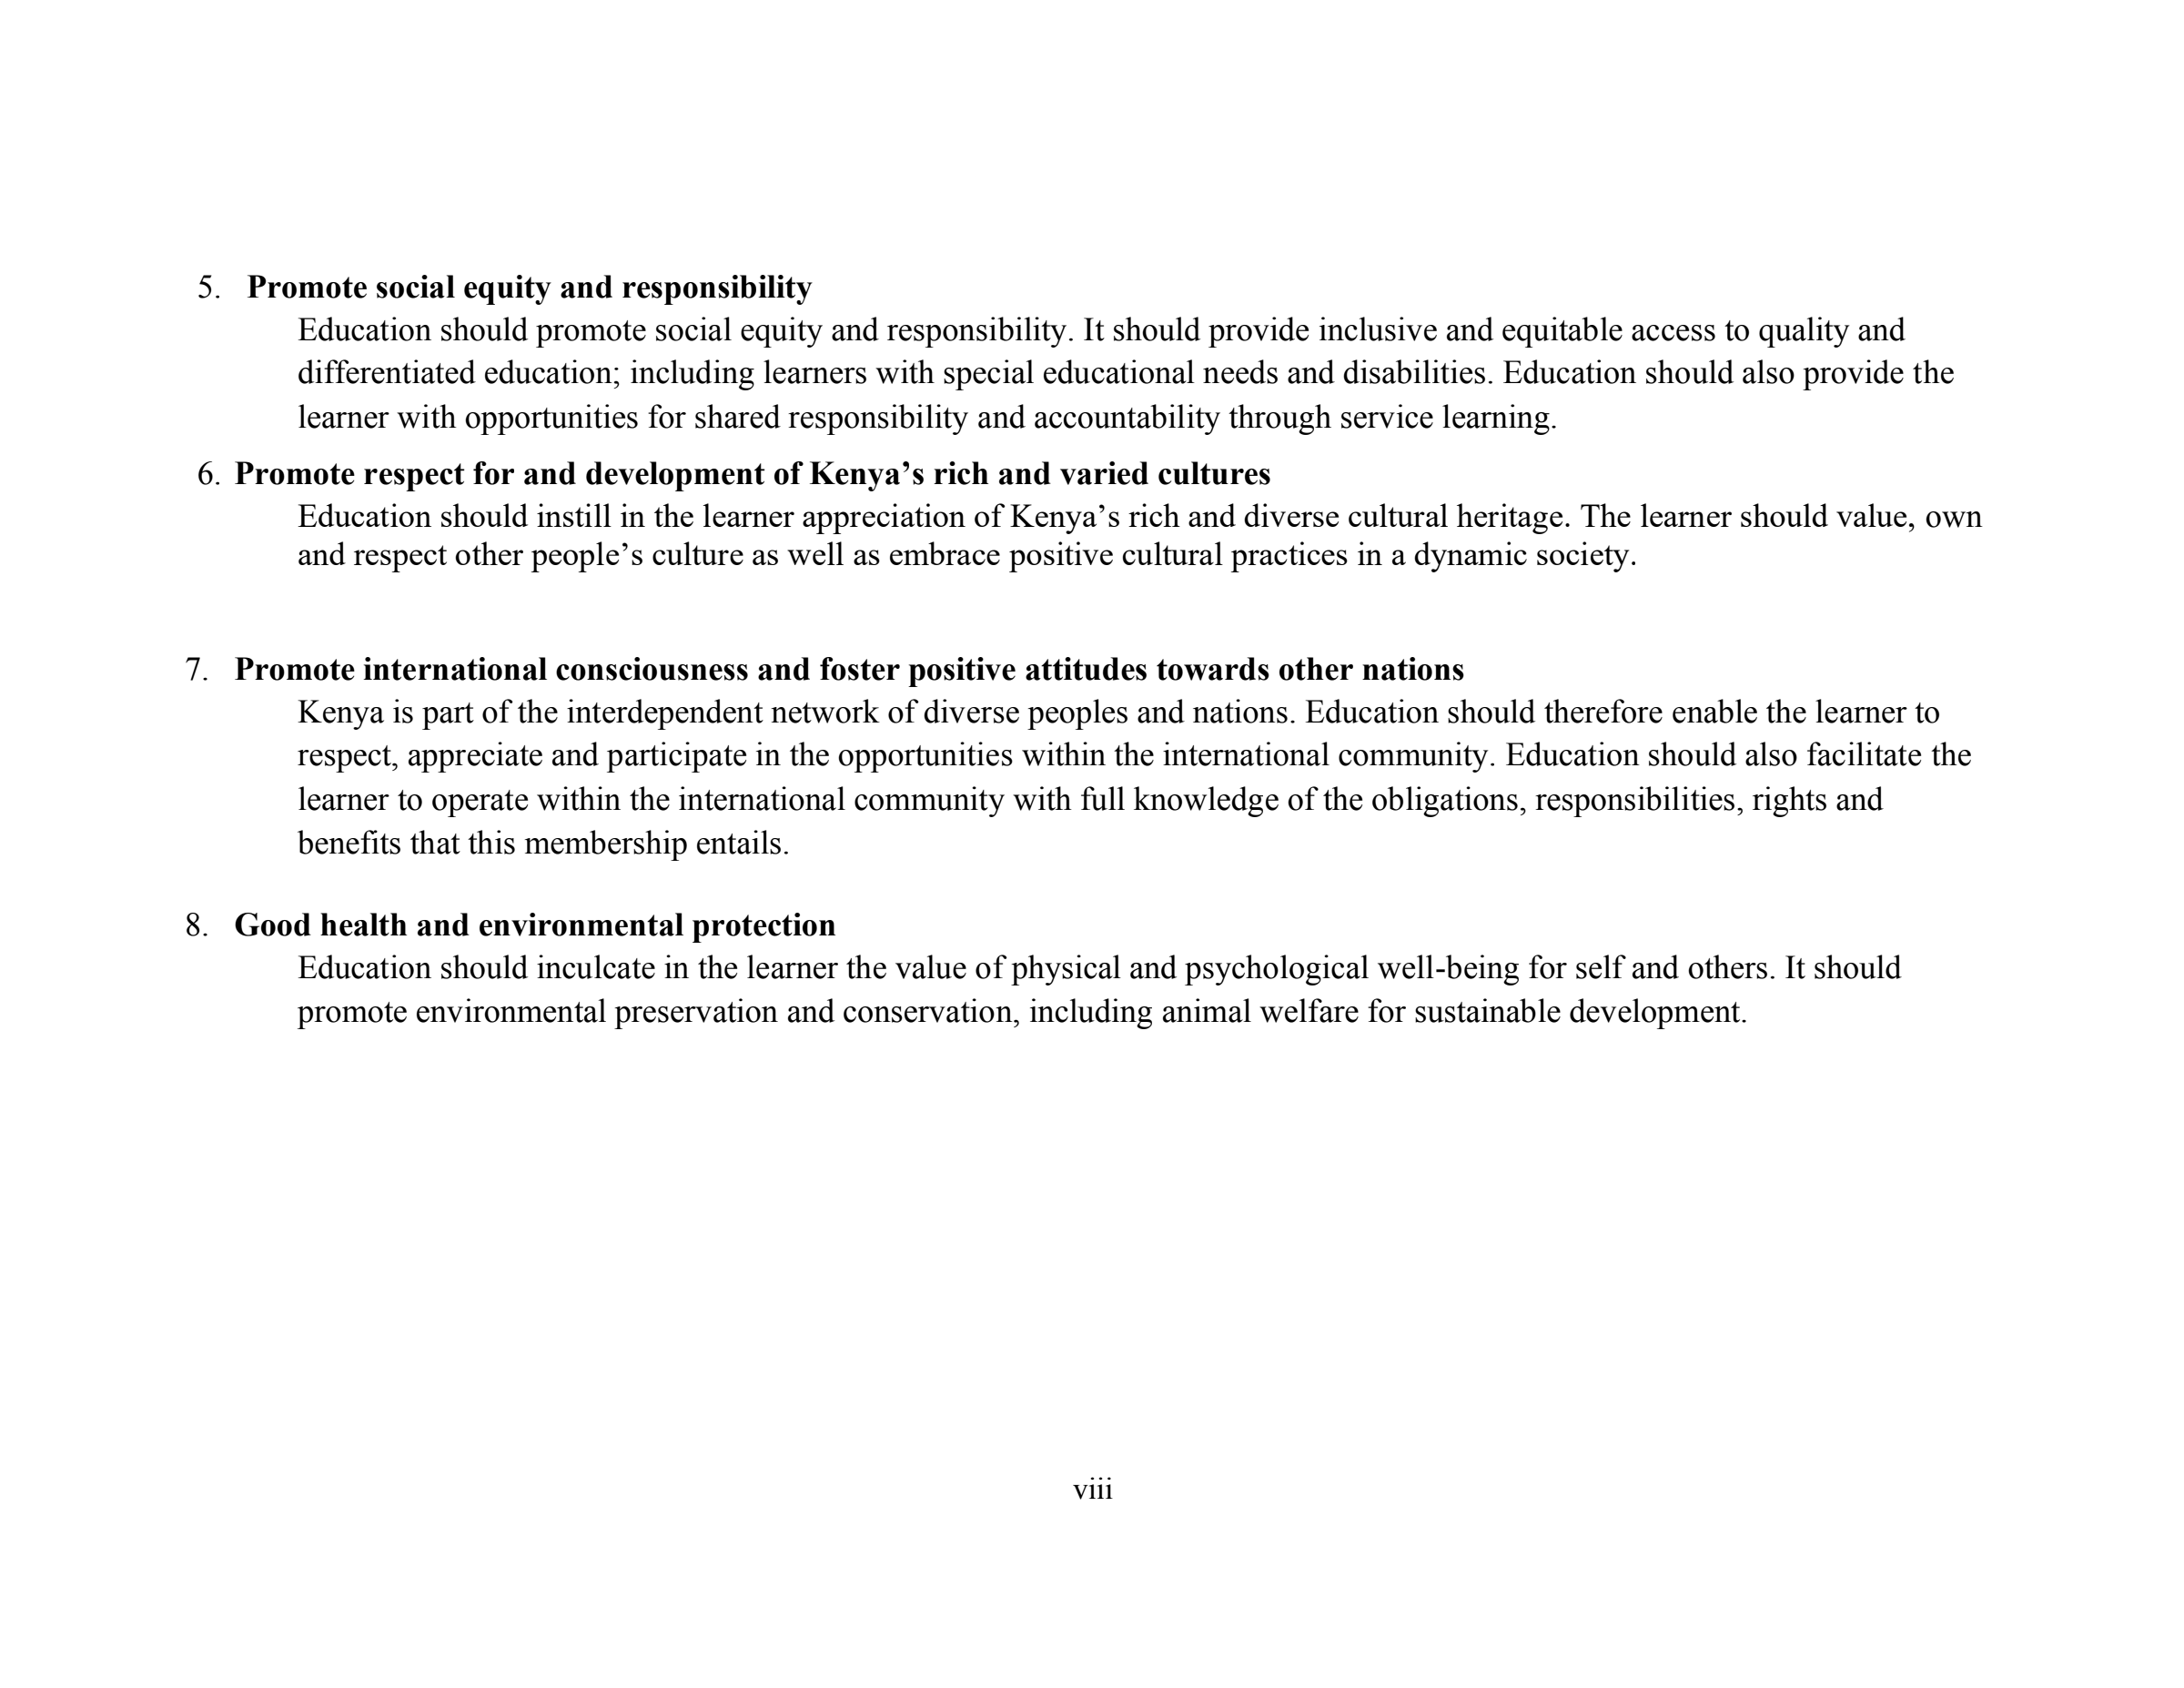 5. Promote social equity and responsibility
Education should promote social equity and responsibility. It should provide inclusive and equitable access to quality and
differentiated education; including learners with special educational needs and disabilities. Education should also provide the
learner with opportunities for shared responsibility and accountability through service learning.
6. Promote respect for and development of Kenya’s rich and varied cultures
Education should instill in the learner appreciation of Kenya’s rich and diverse cultural heritage. The learner should value, own
and respect other people’s culture as well as embrace positive cultural practices in a dynamic society.
7. Promote international consciousness and foster positive attitudes towards other nations
Kenya is part of the interdependent network of diverse peoples and nations. Education should therefore enable the learner to
respect, appreciate and participate in the opportunities within the international community. Education should also facilitate the
learner to operate within the international community with full knowledge of the obligations, responsibilities, rights and
benefits that this membership entails.
8. Good health and environmental protection
Education should inculcate in the learner the value of physical and psychological well-being for self and others. It should
promote environmental preservation and conservation, including animal welfare for sustainable development.
viii